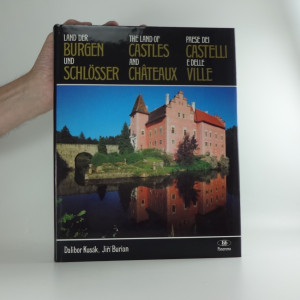 LAND DER
BURGEN
UND
SCHLÖSSER
THE LAND OF
CASTLES
AND
CHÂTEAUX
PAESE DEI
CASTELLI
E DELLE
VILLE
Dalibor Kusák, Jiří Burian
Panorama